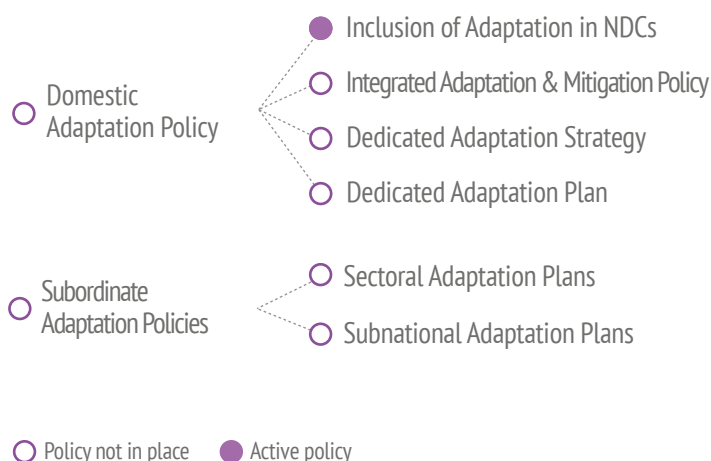 Inclusion of Adaptation in NDCs
Domestic
Adaptation Policy
Integrated Adaptation & Mitigation Policy
Dedicated Adaptation Strategy
Dedicated Adaptation Plan
Subordinate
Adaptation Policies
Sectoral Adaptation Plans
Subnational Adaptation Plans
Policy not in place
Active policy